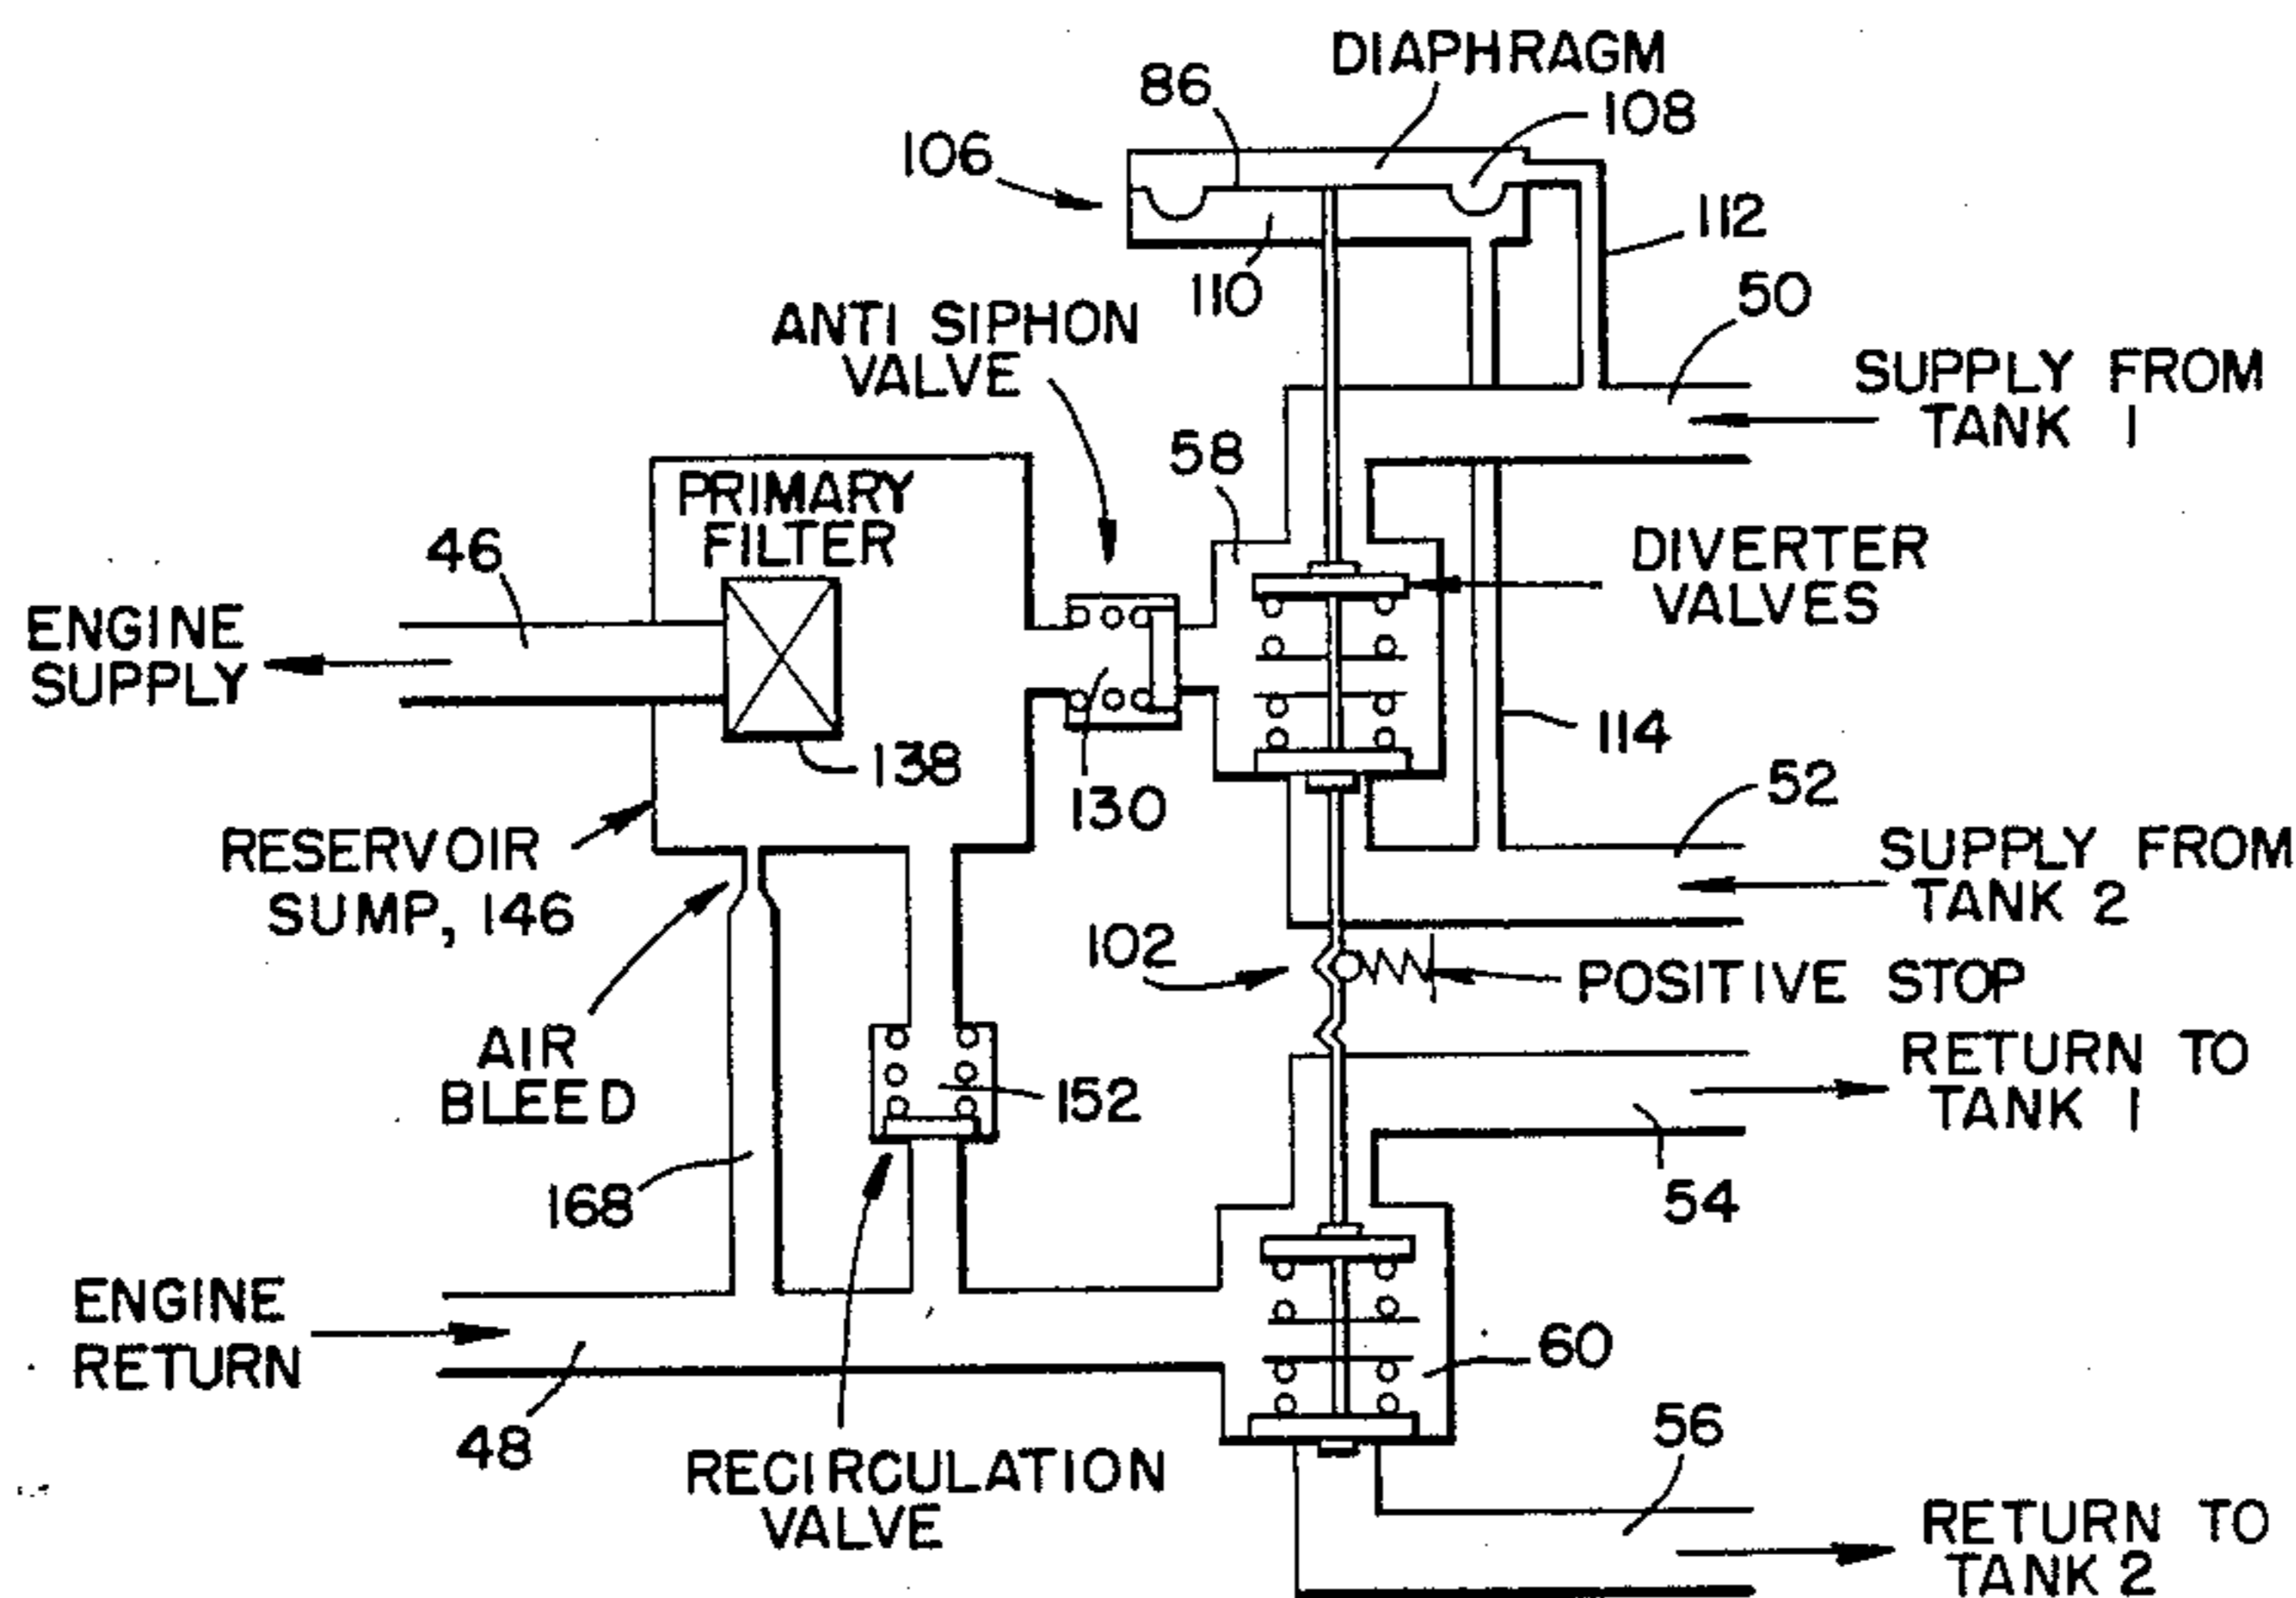 DIAPHRAGM
86
108
106
112
110
50
ANTI SIPHON
VALVE
SUPPLY FROM
TANK 1
58
PRIMARY
FILTER
46
DIVERTER
VALVES
ENGINE
SUPPLY
114
138
130
52
RESERVOIR
SUMP, 146
SUPPLY FROM
TANK 2
102
POSITIVE STOP
AIR
BLEED
RETURN TO
TANK 1
152
168
54
ENGINE
RETURN
60
48
56
RECIRCULATION
VALVE
RETURN TO
TANK 2